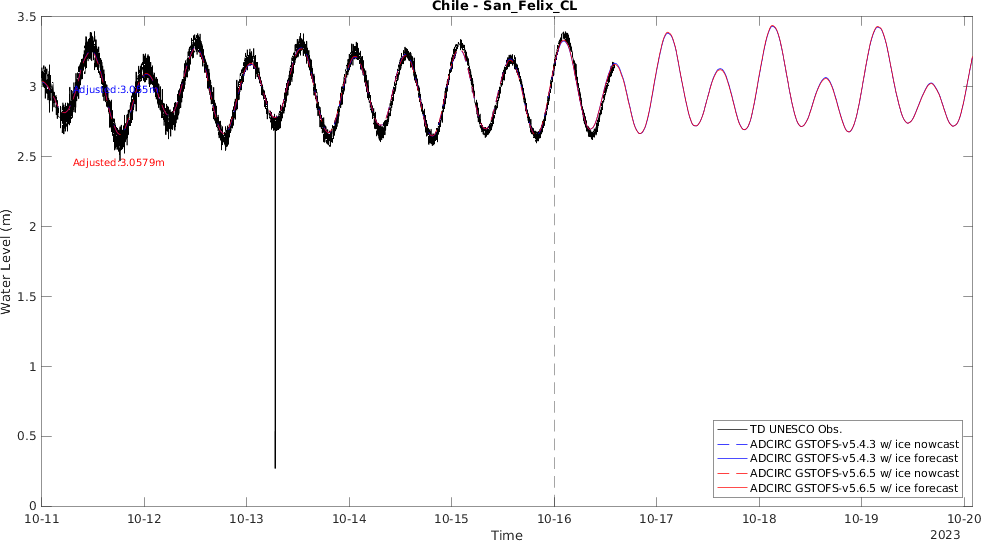 Chile - San_Felix_CL
3.5
3
2.5
2
1.5
1
0.5
0
Water Level (m)
Adjusted:3.055m
Adjusted:3.0579m
TD UNESCO Obs.
ADCIRC GSTOFS-v5.4.3 w/ ice nowcast
ADCIRC GSTOFS-v5.4.3 w/ ice forecast
ADCIRC GSTOFS-v5.6.5 w/ ice nowcast
ADCIRC GSTOFS-v5.6.5 w/ ice forecast
10-11 10-12 10-13 10-14 10-15 10-16 10-17 10-18 10-19 10-20
Time
2023